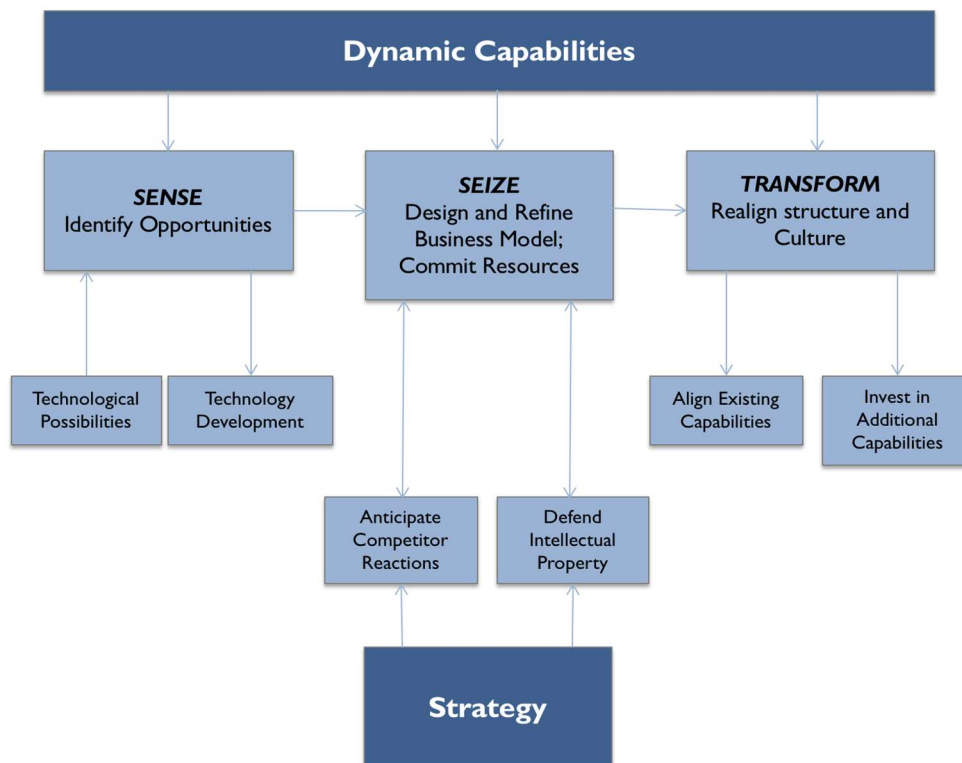 Dynamic Capabilities
SENSE
Identify Opportunities
SEIZE
Design and Refine
Business Model;
Commit Resources
TRANSFORM
Realign structure and
Culture
Technological
Possibilities
Technology
Development
Align Existing
Capabilities
Invest in
Additional
Capabilities
Anticipate
Competitor
Reactions
Defend
Intellectual
Property
Strategy